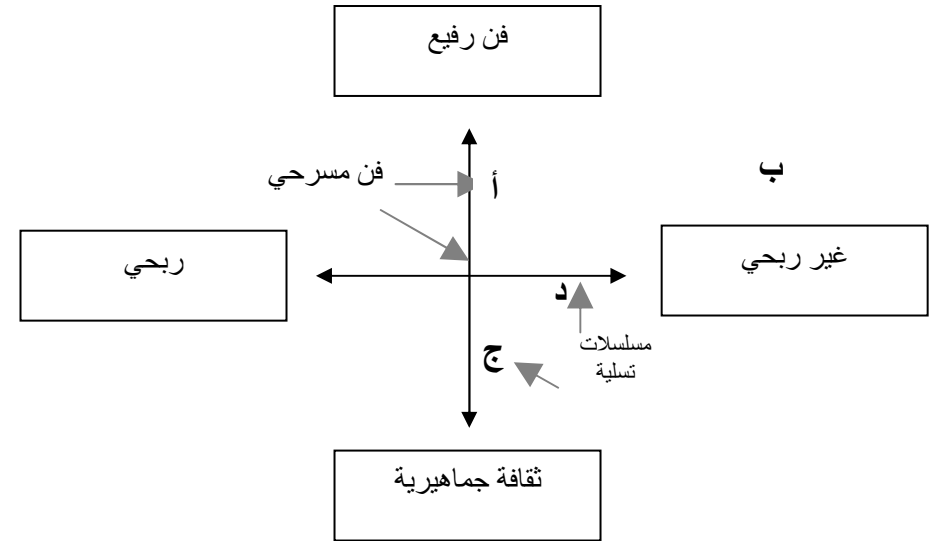 فن رفيع
ب
فن مسرحي
أ
غير ربحي
ربحي
د
مسلسلات
تسلية
ج
ثقافة جماهيرية